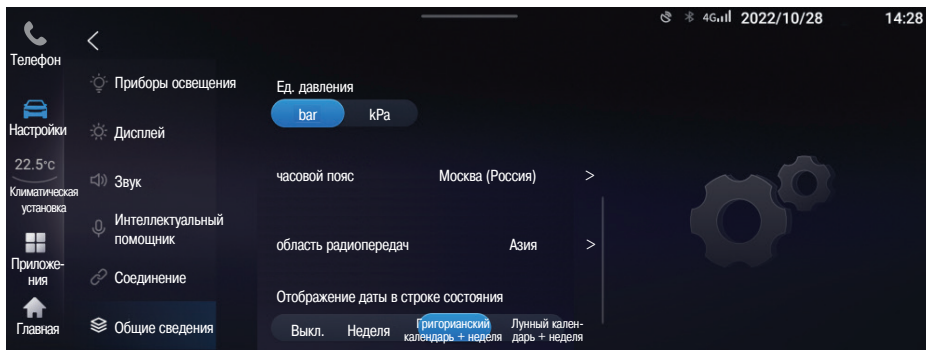 4G 2022/10/28 14:28
Телефон
Настройки
22.5°C
Климатическая
установка
Приложе-
ния
Главная
<
Приборы освещения
Дисплей
Звук
Интеллектуальный
помощник
Соединение
Общие сведения
Ед. давления
bar kPa
часовой пояс Москва (Россия) >
область радиопередач Азия >
Отображение даты в строке состояния
Выкл. Неделя Григорианский календарь + неделя Лунный кален-
дарь + неделя